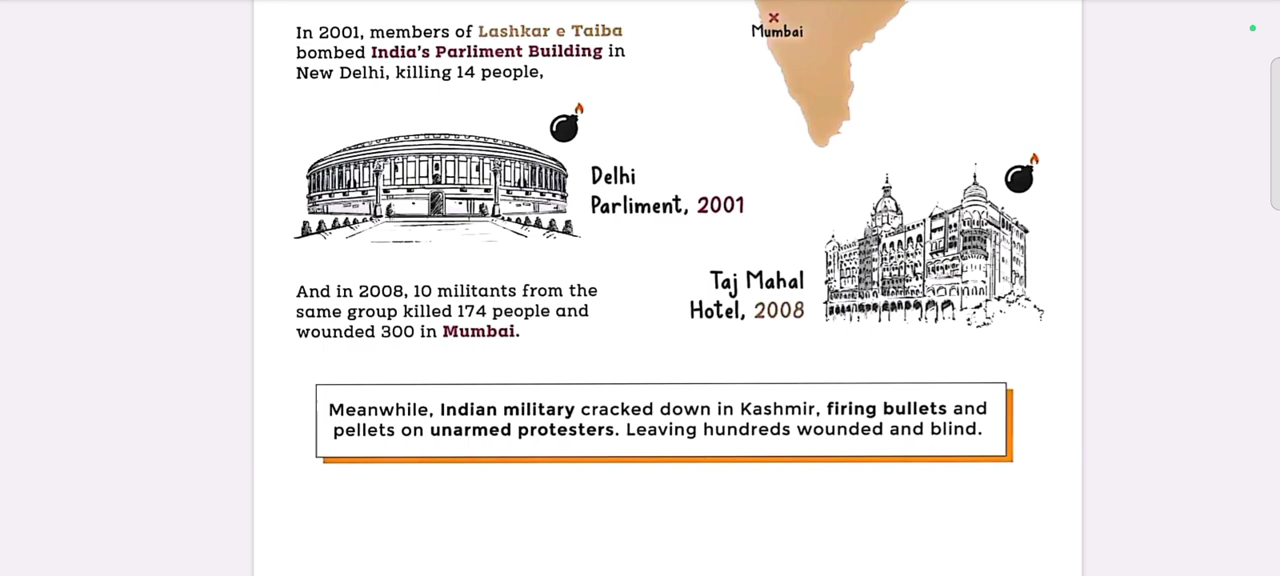 In 2001, members of Lashkar e Taiba
bombed India's Parliment Building in
New Delhi, killing 14 people,
Mumbai
Delhi
Parliment, 2001
Taj Mahal
Hotel, 2008
And in 2008, 10 militants from the
same group killed 174 people and
wounded 300 in Mumbai.
Meanwhile, Indian military cracked down in Kashmir, firing bullets and
pellets on unarmed protesters. Leaving hundreds wounded and blind.